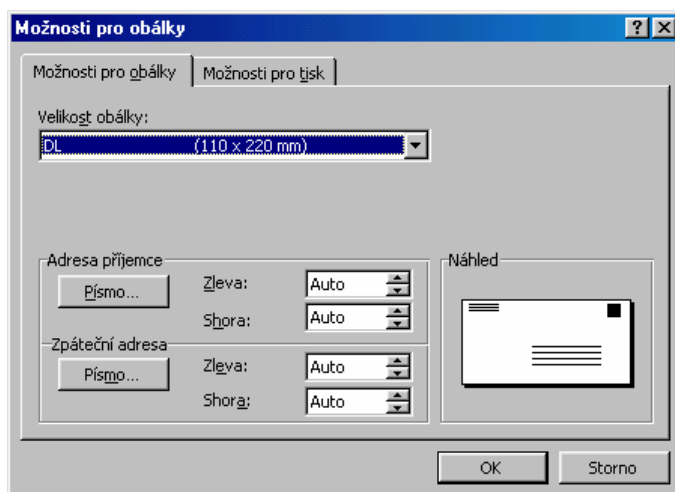 Možnosti pro obálky
Možnosti pro obálky Možnosti pro tisk
Velikost obálky:
DL (110 x 220 mm)
Adresa příjemce
Písmo...
Zleva: Auto
Shora: Auto
Zpáteční adresa
Písmo...
Zleva: Auto
Shora: Auto
Náhled
OK Storno